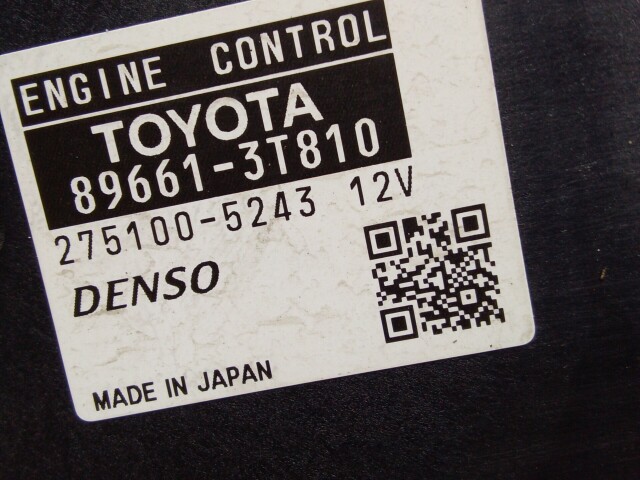 ENGINE CONTROL
TOYOTA
89661-3T810
275100-5243 12V
DENSO
MADE IN JAPAN